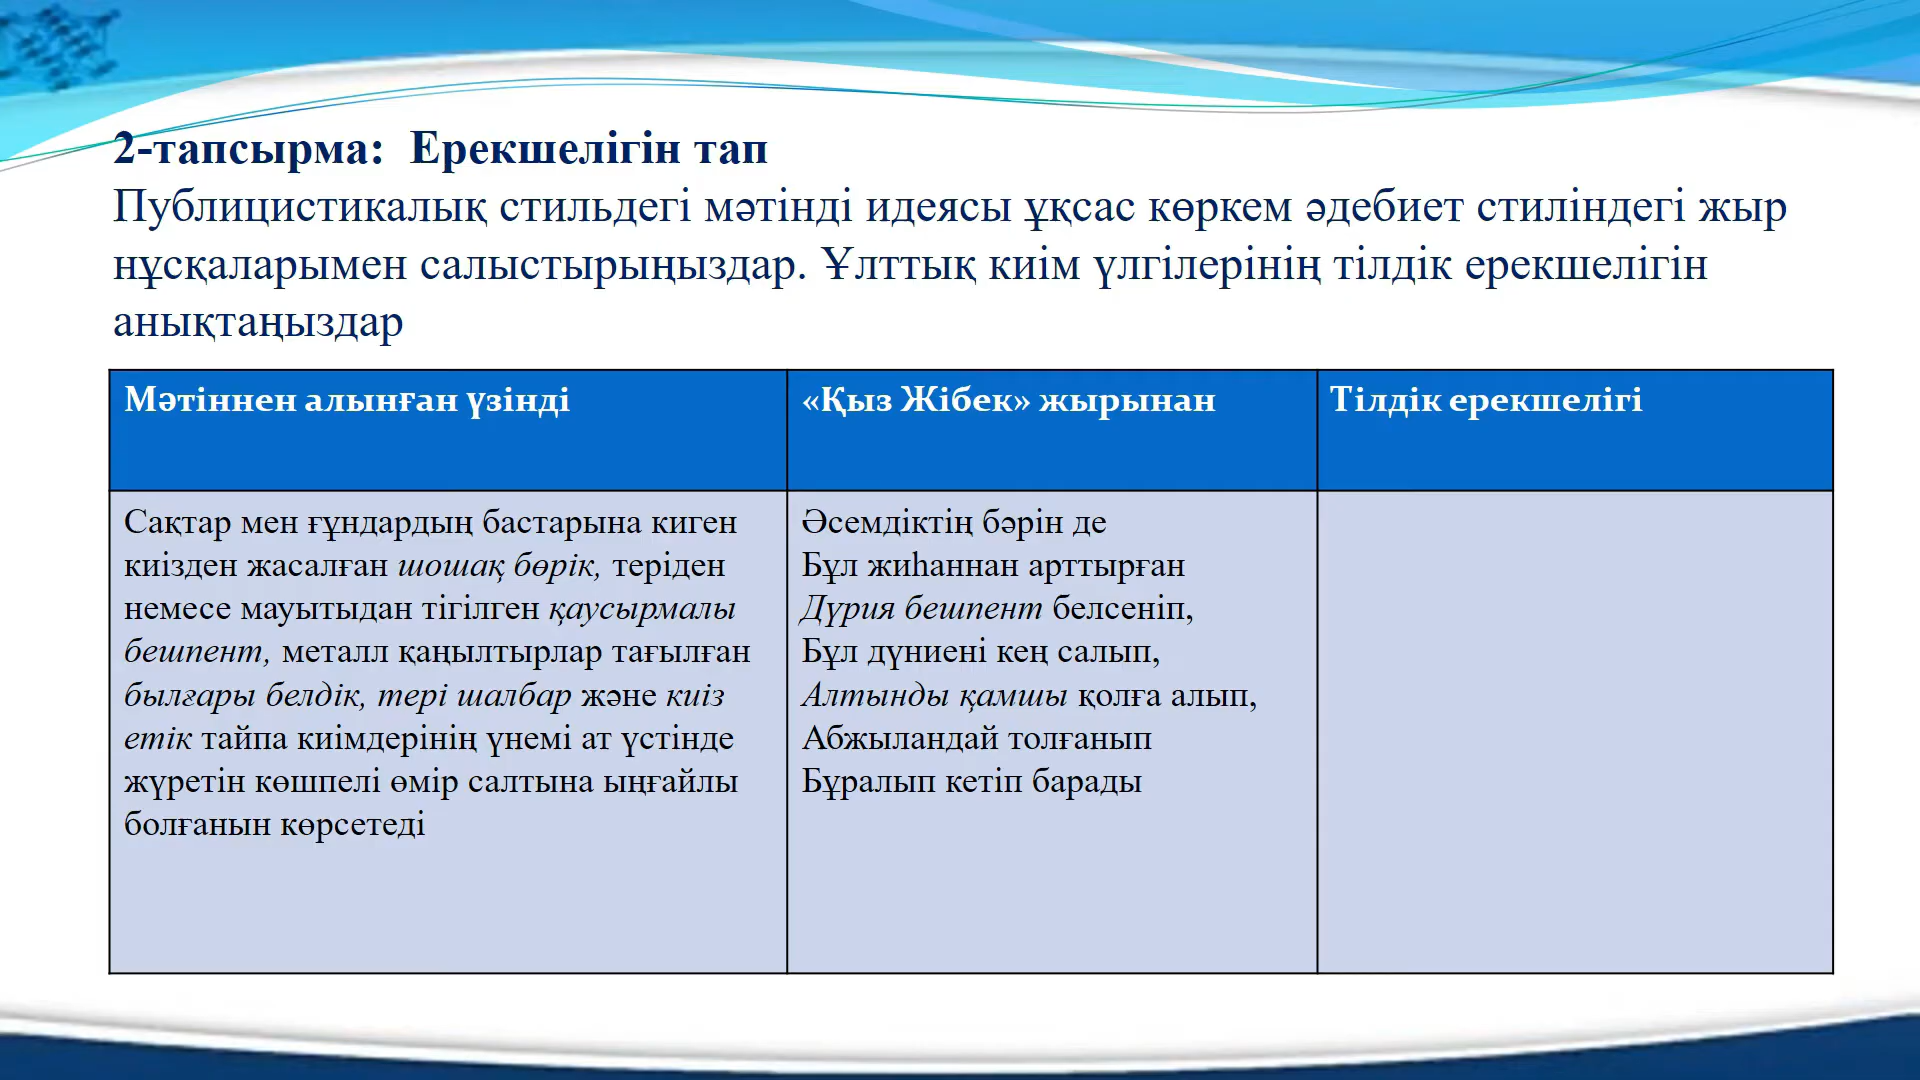 2-тапсырма:  Ерекшелігін тап
Публицистикалық стильдегі мәтінді идеясы ұқсас көркем әдебиет стиліндегі жыр
нұсқаларымен салыстырыңыздар. Ұлттық киім үлгілерінің тілдік ерекшелігін
анықтаңыздар
Мәтіннен алынған үзінді
«Қыз Жібек» жырынан
Тілдік ерекшелігі
Сақтар мен ғұндардың бастарына киген
киізден жасалған шошақ бөрік, теріден
немесе мауытыдан тігілген қаусырмалы
бешпент, металл қаңылтырлар тағылған
былғары белдік, тері шалбар және киіз
етік тайпа киімдерінің үнемі ат үстінде
жүретін көшпелі өмір салтына ыңғайлы
болғанын көрсетеді
Әсемдіктің бәрін де
Бұл жиһаннан арттырған
Дүрия бешпент белсеніп,
Бұл дүниені кең салып,
Алтынды қамшы қолға алып,
Абжыландай толғанып
Бұралып кетіп барады